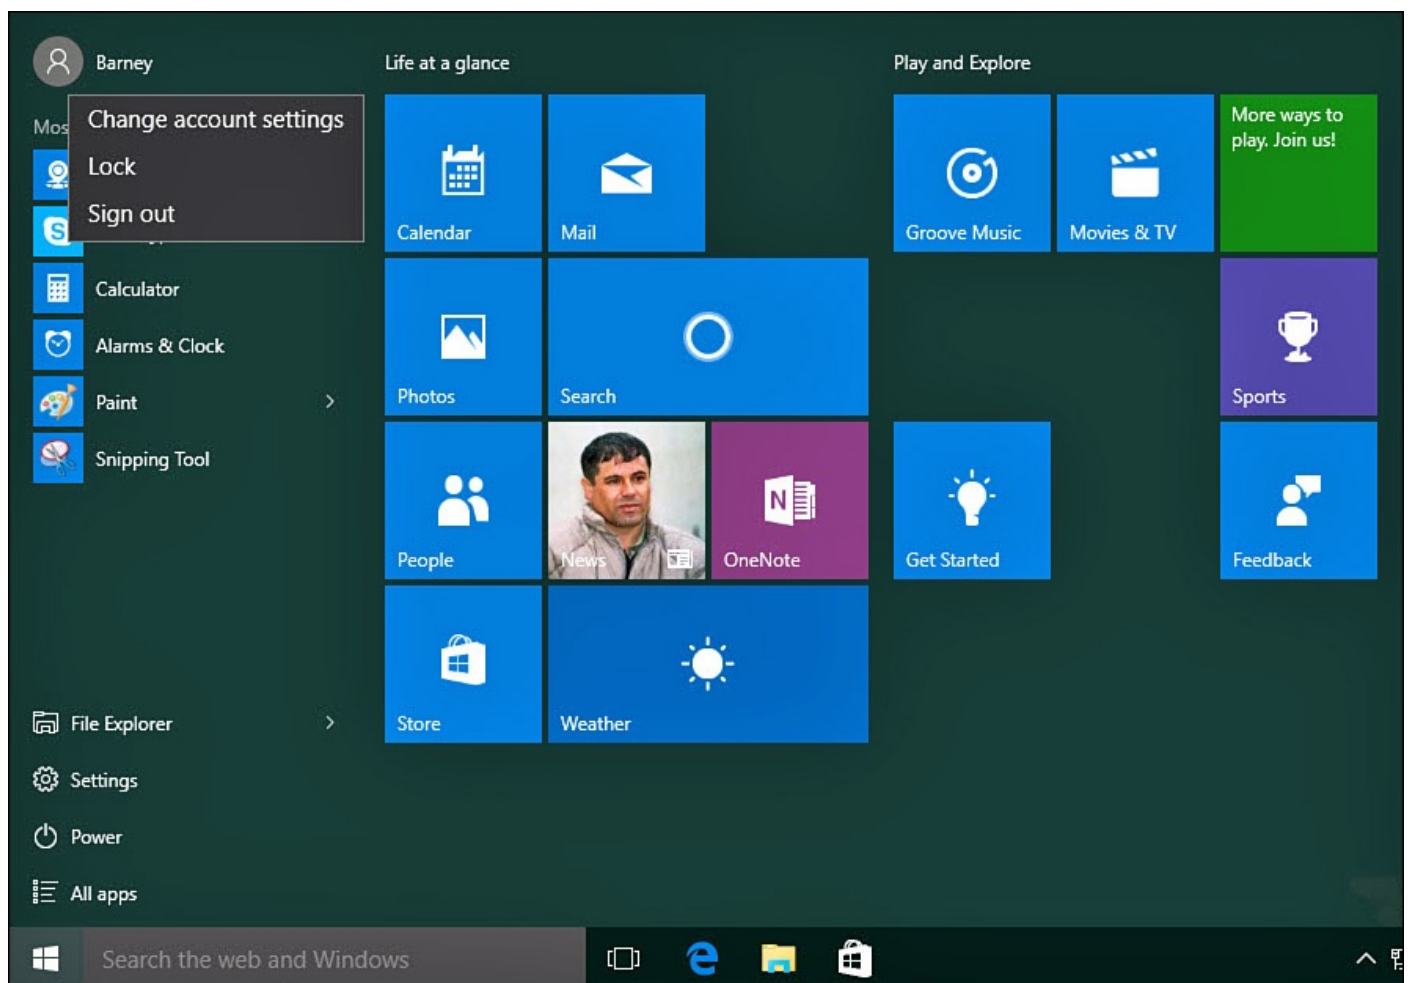 Barney
Change account settings
Lock
Sign out
Mos
Calculator
Alarms & Clock
Paint
Snipping Tool
File Explorer
Settings
Power
All apps
Life at a glance
Calendar
Mail
Photos
Search
People
News
OneNote
Store
Weather
Play and Explore
Groove Music
Movies & TV
More ways to
play. Join us!
Sports
Get Started
Feedback
Search the web and Windows